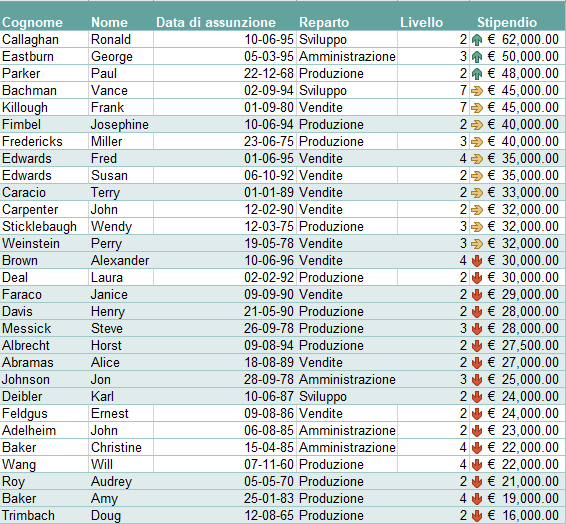 Cognome Nome Data di assunzione Reparto Livello Stipendio
Callaghan Ronald 10-06-95 Sviluppo 2 € 62,000.00
Eastburn George 05-03-95 Amministrazione 3 € 50,000.00
Parker Paul 22-12-68 Produzione 2 € 48,000.00
Bachman Vance 02-09-94 Sviluppo 7 € 45,000.00
Killough Frank 01-09-80 Vendite 7 € 45,000.00
Fimbel Josephine 10-06-94 Produzione 2 € 40,000.00
Fredericks Miller 23-06-75 Produzione 3 € 40,000.00
Edwards Fred 01-06-95 Vendite 4 € 35,000.00
Edwards Susan 06-10-92 Vendite 2 € 35,000.00
Caracio Terry 01-01-89 Vendite 2 € 33,000.00
Carpenter John 12-02-90 Vendite 2 € 32,000.00
Sticklebaugh Wendy 12-03-75 Produzione 3 € 32,000.00
Weinstein Perry 19-05-78 Vendite 3 € 32,000.00
Brown Alexander 10-06-96 Vendite 4 € 30,000.00
Deal Laura 02-02-92 Produzione 2 € 30,000.00
Faraco Janice 09-09-90 Vendite 2 € 29,000.00
Davis Henry 21-05-90 Produzione 2 € 28,000.00
Messick Steve 26-09-78 Produzione 3 € 28,000.00
Albrecht Horst 09-08-94 Produzione 2 € 27,500.00
Abramas Alice 18-08-89 Vendite 2 € 27,000.00
Johnson Jon 28-09-78 Amministrazione 3 € 25,000.00
Deibler Karl 10-06-87 Sviluppo 2 € 24,000.00
Feldgus Ernest 09-08-86 Vendite 2 € 24,000.00
Adelheim John 06-08-85 Amministrazione 2 € 23,000.00
Baker Christine 15-04-85 Amministrazione 4 € 22,000.00
Wang Will 07-11-60 Produzione 4 € 22,000.00
Roy Audrey 05-05-70 Produzione 2 € 21,000.00
Baker Amy 25-01-83 Produzione 4 € 19,000.00
Trimbach Doug 12-08-65 Produzione 2 € 16,000.00